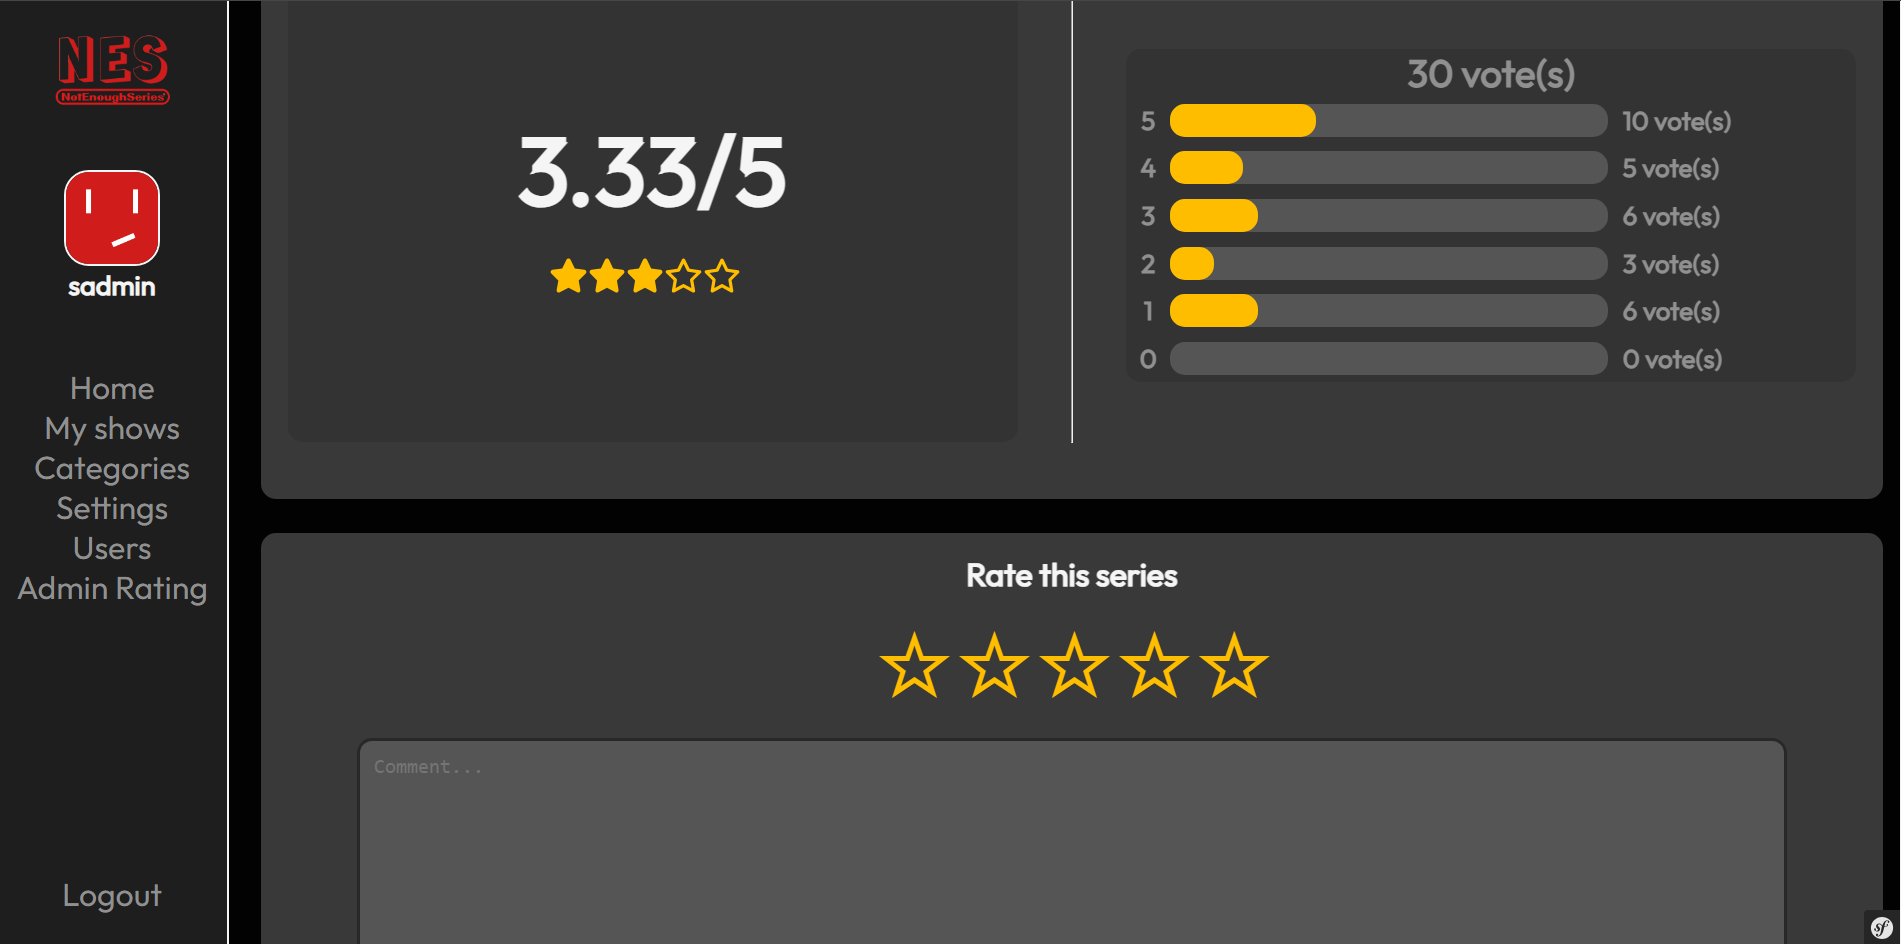 NES
NotEnoughSeries
sadmin
Home
My shows
Categories
Settings
Users
Admin Rating
Logout
3.33/5
30 vote(s)
5 10 vote(s)
4 5 vote(s)
3 6 vote(s)
2 3 vote(s)
1 6 vote(s)
0 0 vote(s)
Rate this series
Comment...
sf